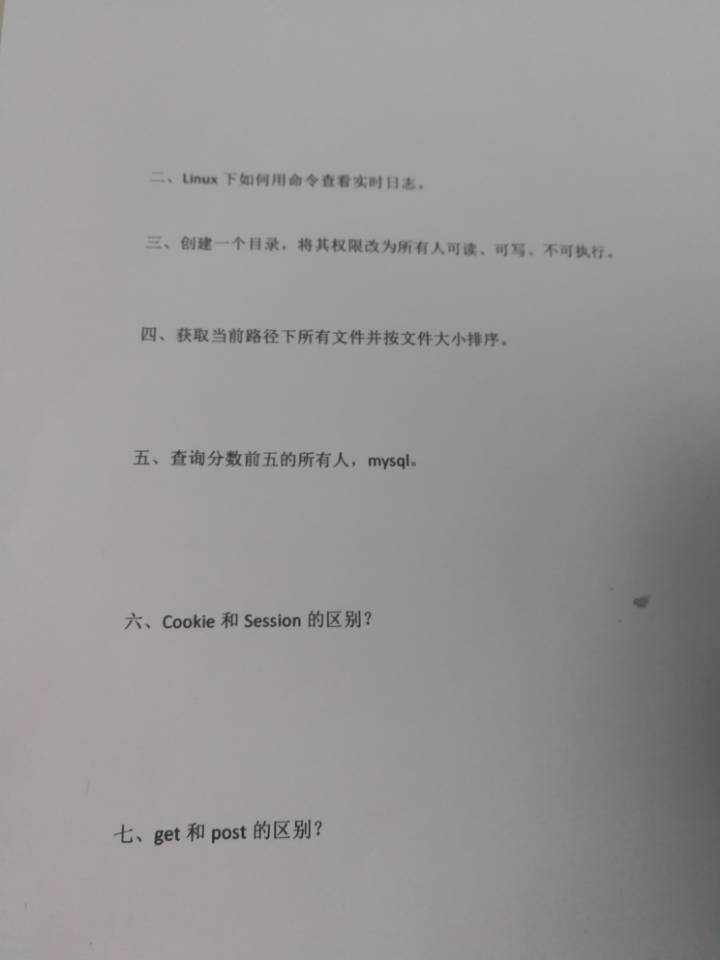 二、Linux 下如何用命令查看实时日志。
三、创建一个目录，将其权限改为所有人可读、可写、不可执行。
四、获取当前路径下所有文件并按文件大小排序。
五、查询分数前五的所有人，mysql。
六、Cookie 和 Session 的区别？
七、get 和 post 的区别？